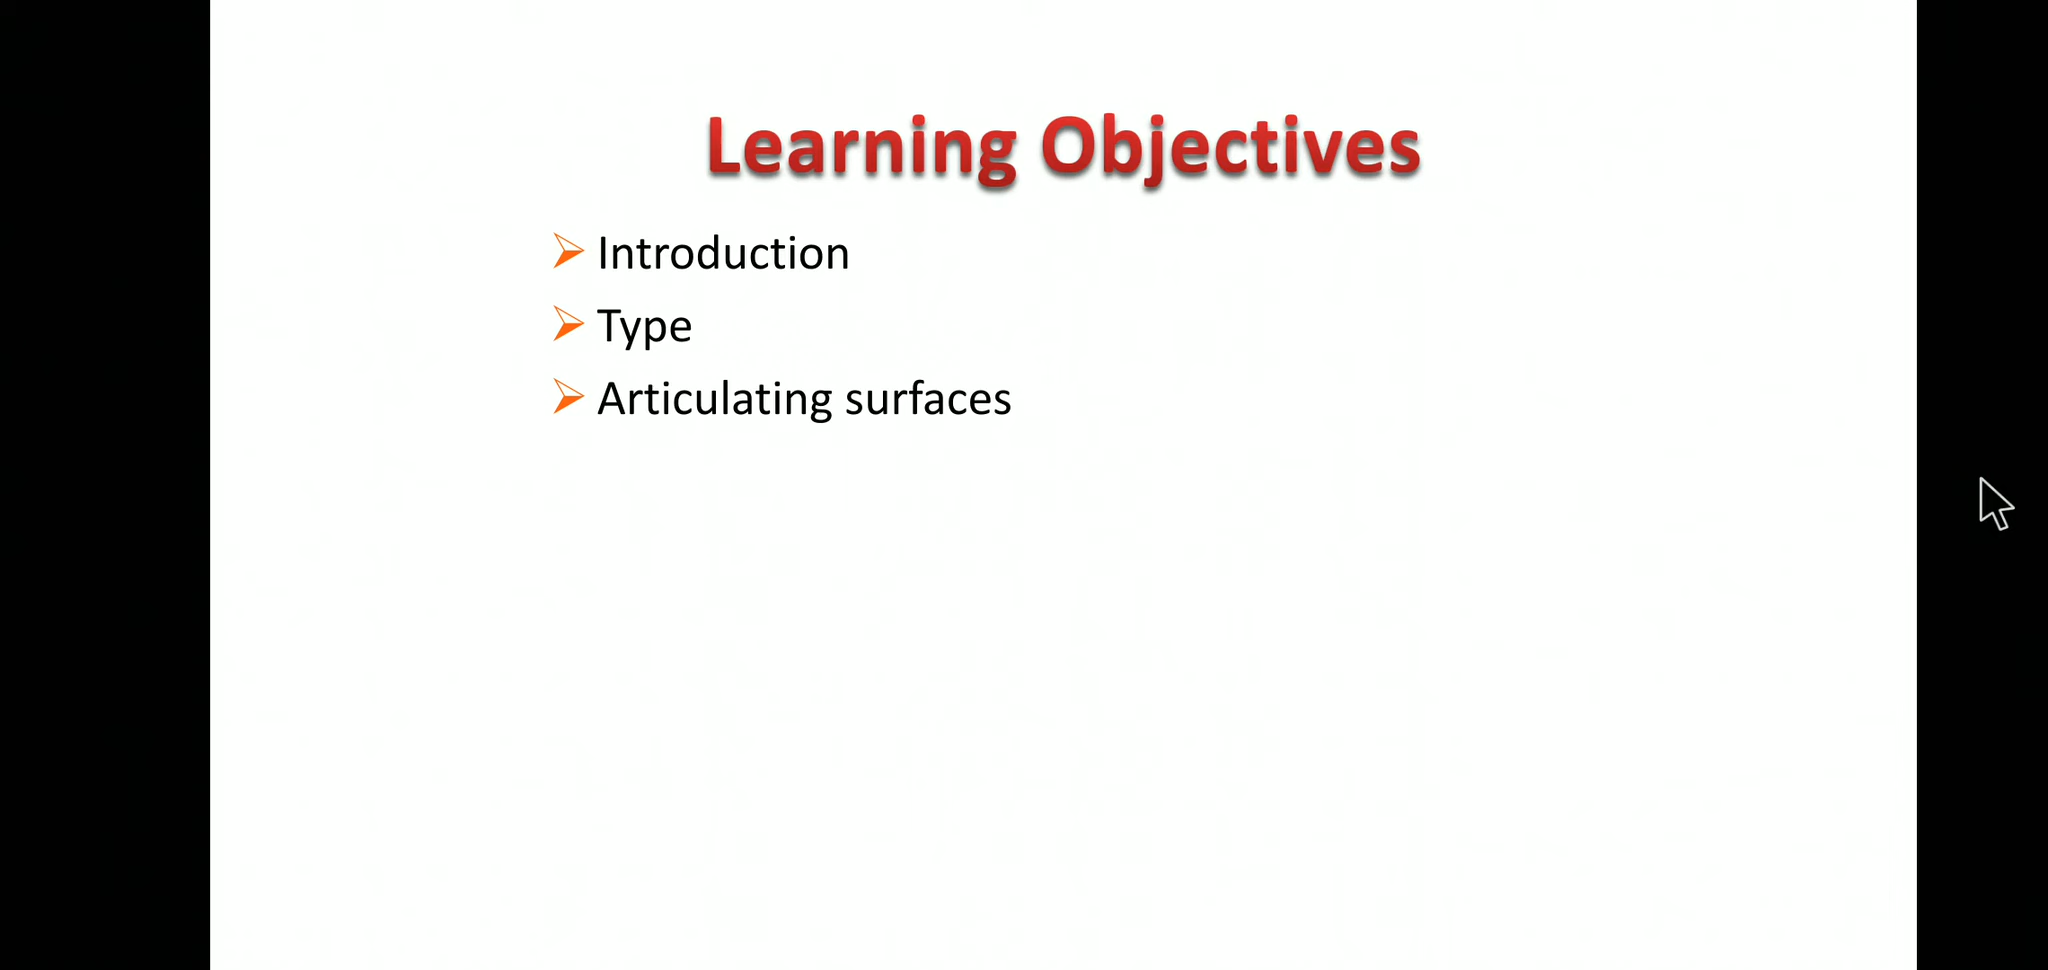 Learning Objectives
Introduction
Type
Articulating surfaces